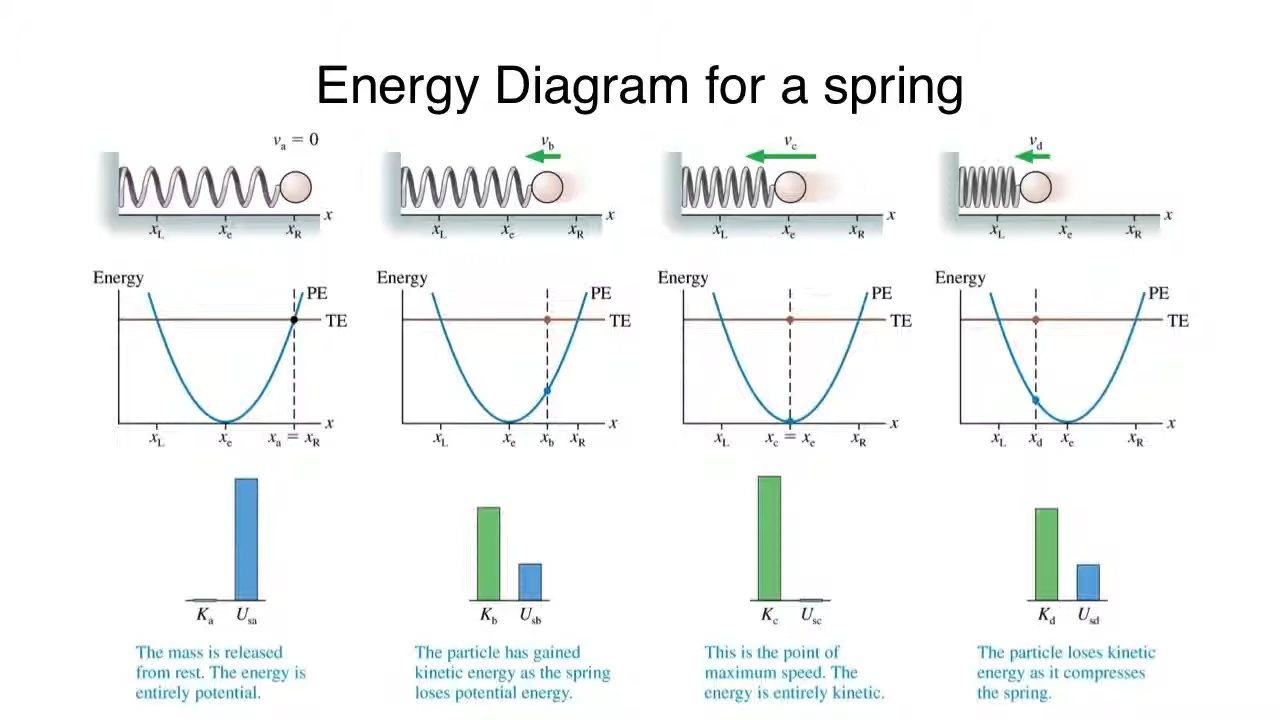 Energy Diagram for a spring
vₐ = 0
v_b
v_c
v_d
x_L x_e x_R x
x_L x_e x_R x
x_L x_e x_R x
x_L x_e x_R x
Energy PE TE
Energy PE TE
Energy PE TE
Energy PE TE
x_L x_e x_a = x_R x
x_L x_e x_b x_R x
x_L x_c = x_e x_R x
x_L x_d x_e x_R x
K_a U_sa
K_b U_sb
K_c U_sc
K_d U_sd
The mass is released
from rest. The energy is
entirely potential.
The particle has gained
kinetic energy as the spring
loses potential energy.
This is the point of
maximum speed. The
energy is entirely kinetic.
The particle loses kinetic
energy as it compresses
the spring.